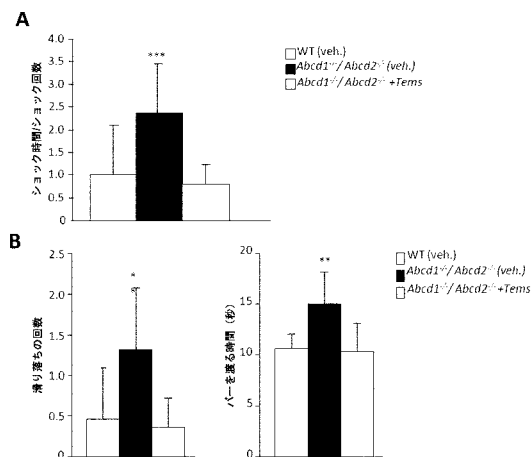 A
ショック時間/ショック回数
4.0
3.5
3.0
2.5
2.0
1.5
1.0
0.5
0
***
WT (veh.)
Abcd1⁻/⁻/ Abcd2⁻/⁻ (veh.)
Abcd1⁻/⁻/ Abcd2⁻/⁻ +Tems
B
滑り落ちの回数
2.5
2.0
1.5
1.0
0.5
0
*
バーを渡る時間 (秒)
20
15
10
5
0
**
WT (veh.)
Abcd1⁻/⁻/ Abcd2⁻/⁻ (veh.)
Abcd1⁻/⁻/ Abcd2⁻/⁻ +Tems